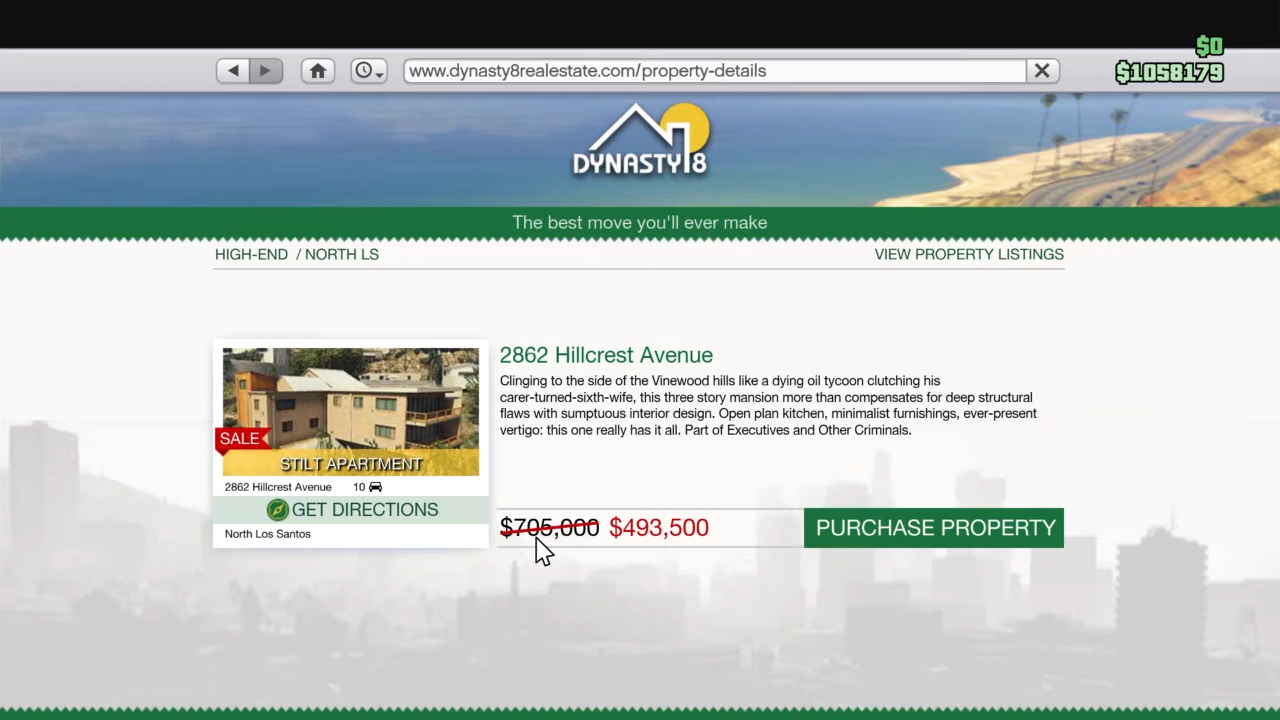 $0
www.dynasty8realestate.com/property-details
$1058179
DYNASTY 8
The best move you'll ever make
HIGH-END / NORTH LS
VIEW PROPERTY LISTINGS
SALE
STILT APARTMENT
2862 Hillcrest Avenue 10
GET DIRECTIONS
North Los Santos
2862 Hillcrest Avenue
Clinging to the side of the Vinewood hills like a dying oil tycoon clutching his
carer-turned-sixth-wife, this three story mansion more than compensates for deep structural
flaws with sumptuous interior design. Open plan kitchen, minimalist furnishings, ever-present
vertigo: this one really has it all. Part of Executives and Other Criminals.
$705,000 $493,500
PURCHASE PROPERTY